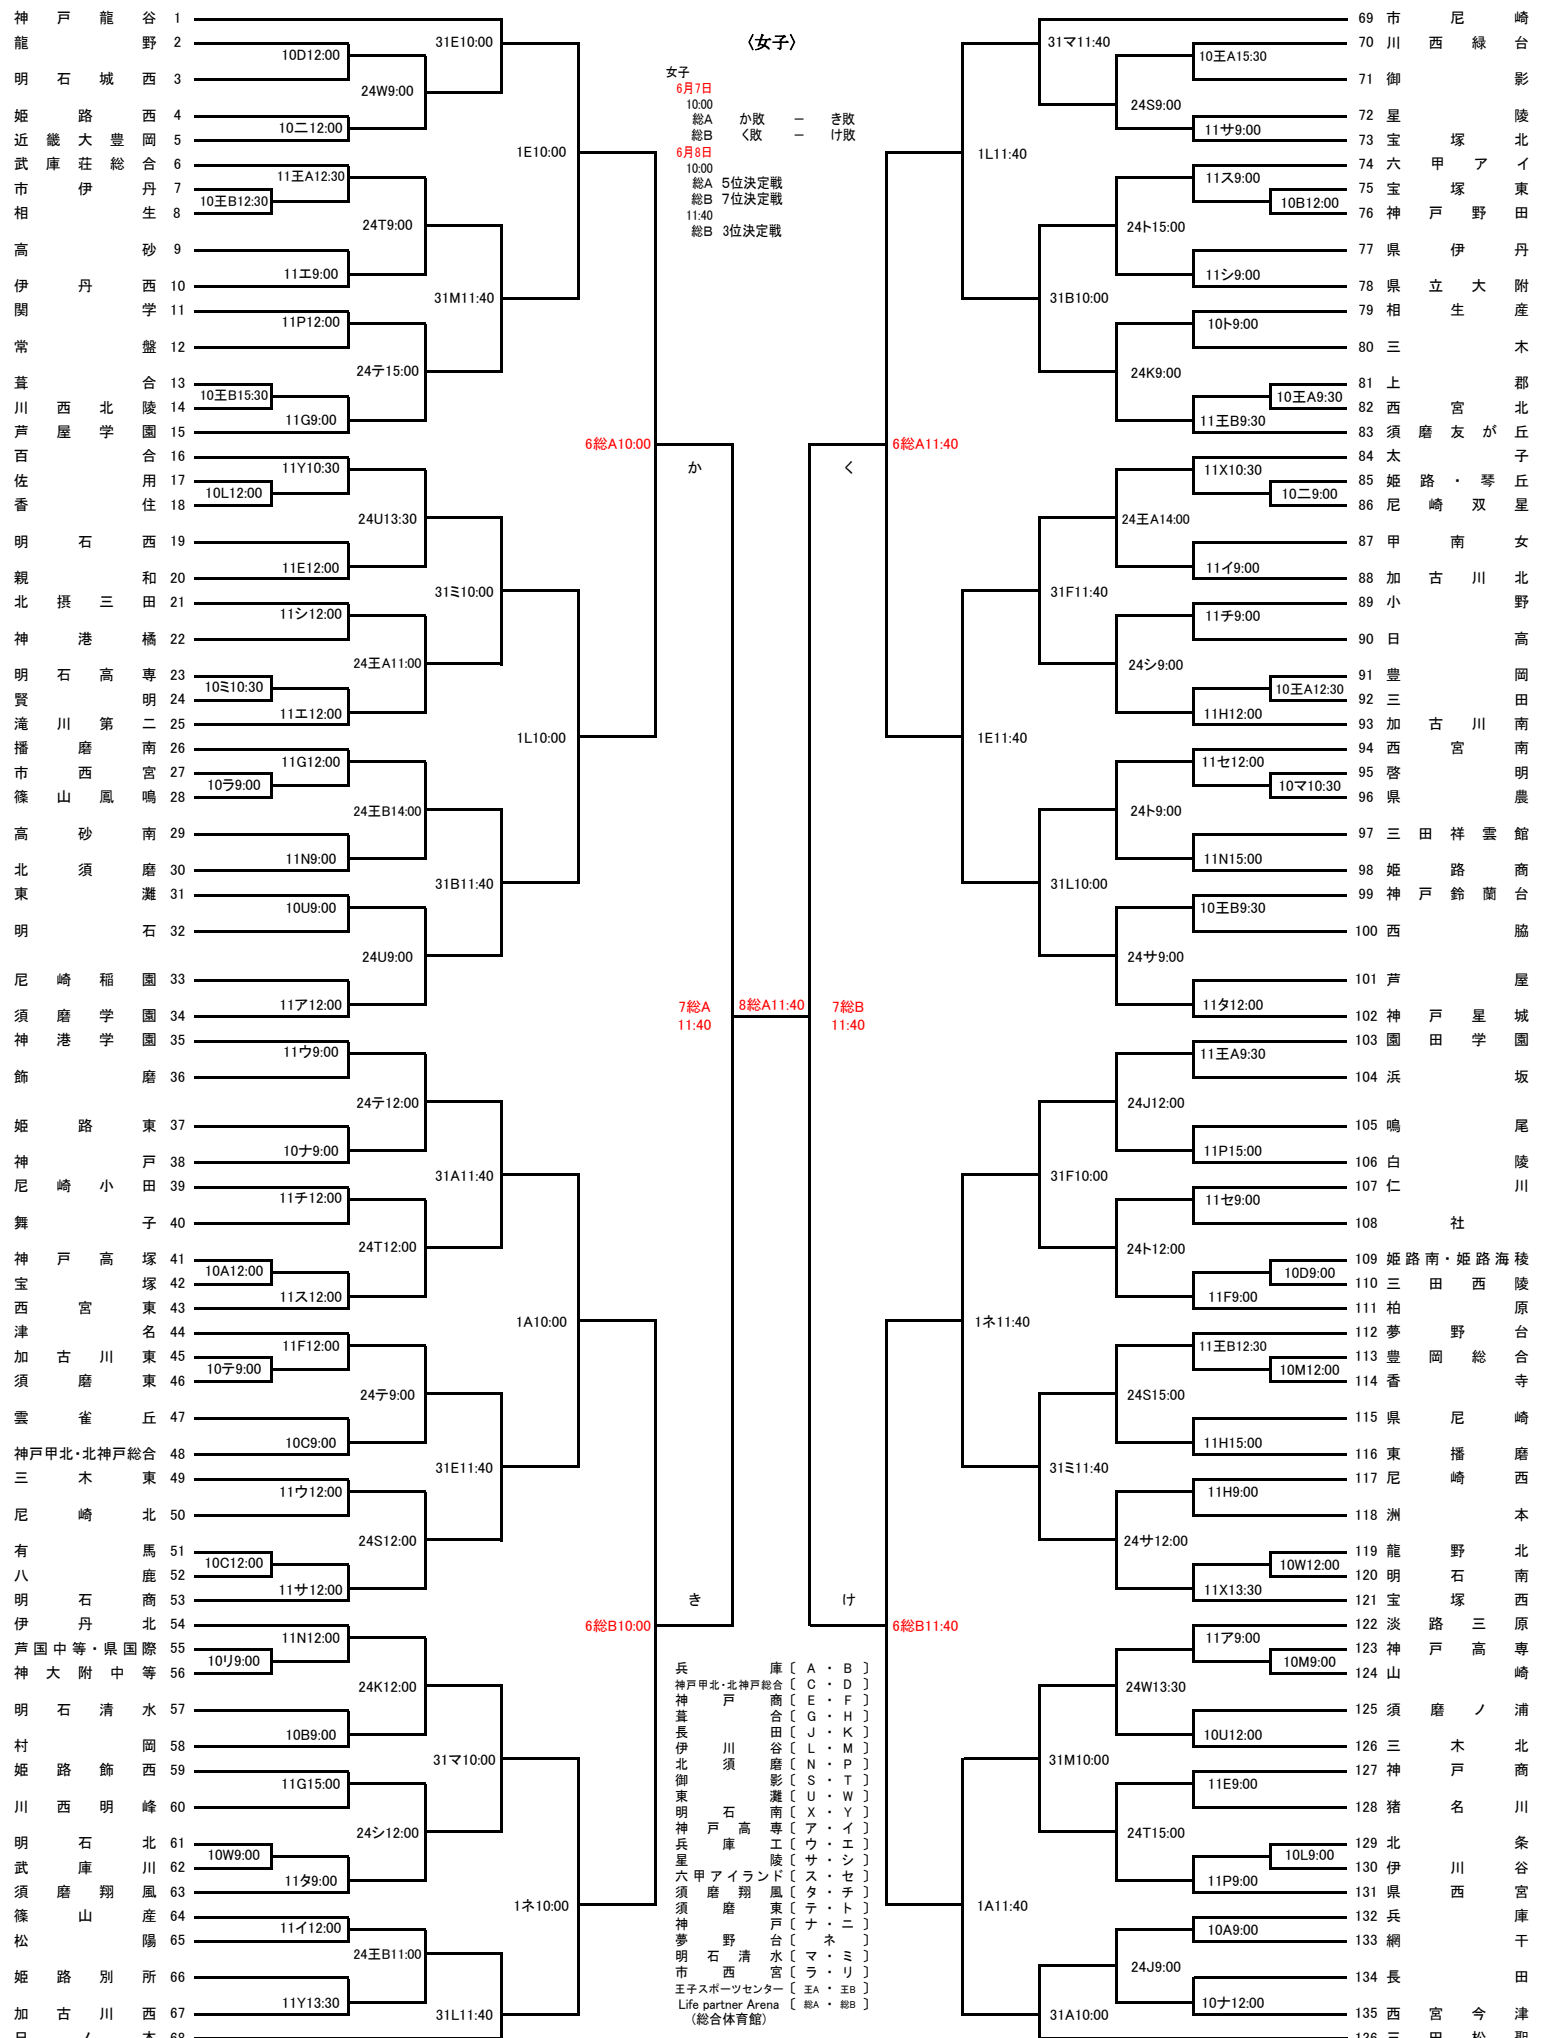 〈女子〉
女子
6月7日
10:00
総A か敗 － き敗
総B く敗 － け敗
6月8日
10:00
総A 5位決定戦
総B 7位決定戦
11:40
総B 3位決定戦
神戸龍谷 1
龍野 2
明石城西 3
姫路西 4
近畿大豊岡 5
武庫荘総合 6
市伊丹 7
相生 8
高砂 9
伊丹西 10
関学 11
常盤 12
葺合 13
川西北陵 14
芦屋学園 15
百合 16
佐用 17
香住 18
明石西 19
親和 20
北摂三田 21
神港橘 22
明石高専 23
賢明 24
滝川第二 25
播磨南 26
市西宮 27
篠山鳳鳴 28
高砂南 29
北須磨 30
東灘 31
明石 32
尼崎稲園 33
須磨学園 34
神港学園 35
飾磨 36
姫路東 37
神戸 38
尼崎小田 39
舞子 40
神戸高塚 41
宝塚 42
西宮東 43
津名 44
加古川東 45
須磨東 46
雲雀丘 47
神戸甲北・北神戸総合 48
三木東 49
尼崎北 50
有馬 51
八鹿 52
明石商 53
伊丹北 54
芦国中等・県国際 55
神大附中等 56
明石清水 57
村岡 58
姫路飾西 59
川西明峰 60
明石北 61
武庫川 62
須磨翔風 63
篠山産 64
松陽 65
姫路別所 66
加古川西 67
日ノ本 68
10D12:00
10ニ12:00
11王A12:30
10王B12:30
11エ9:00
11P12:00
10王B15:30
11G9:00
11Y10:30
10L12:00
11E12:00
11シ12:00
10ミ10:30
11エ12:00
11G12:00
10ラ9:00
11N9:00
10U9:00
11ア12:00
11ウ9:00
10ナ9:00
11チ12:00
10A12:00
11ス12:00
11F12:00
10テ9:00
10C9:00
11ウ12:00
10C12:00
11サ12:00
11N12:00
10リ9:00
10B9:00
11G15:00
10W9:00
11タ9:00
11イ12:00
11Y13:30
24W9:00
24T9:00
24テ15:00
24U13:30
24王A11:00
24王B14:00
24U9:00
24テ12:00
24T12:00
24テ9:00
24S12:00
24K12:00
24シ12:00
24王B11:00
31E10:00
31M11:40
31ミ10:00
31B11:40
31A11:40
31E11:40
31マ10:00
31L11:40
1E10:00
1L10:00
1A10:00
1ネ10:00
6総A10:00
6総B10:00
か
き
7総A
11:40
8総A11:40
7総B
11:40
く
け
6総A11:40
6総B11:40
1L11:40
1E11:40
1ネ11:40
1A11:40
31マ11:40
31B10:00
31F11:40
31L10:00
31F10:00
31ミ11:40
31M10:00
31A10:00
24S9:00
24ト15:00
24K9:00
24王A14:00
24シ9:00
24ト9:00
24サ9:00
24J12:00
24ト12:00
24S15:00
24サ12:00
24W13:30
24T15:00
24J9:00
10王A15:30
11サ9:00
11ス9:00
10B12:00
11シ9:00
10ト9:00
10王A9:30
11王B9:30
11X10:30
10ニ9:00
11イ9:00
11チ9:00
10王A12:30
11H12:00
11セ12:00
10マ10:30
11N15:00
10王B9:30
11タ12:00
11王A9:30
11P15:00
11セ9:00
10D9:00
11F9:00
11王B12:30
10M12:00
11H15:00
11H9:00
10W12:00
11X13:30
11ア9:00
10M9:00
10U12:00
11E9:00
10L9:00
11P9:00
10A9:00
10ナ12:00
69 市尼崎
70 川西緑台
71 御影
72 星陵
73 宝塚北
74 六甲アイ
75 宝塚東
76 神戸野田
77 県伊丹
78 県立大附
79 相生産
80 三木
81 上郡
82 西宮北
83 須磨友が丘
84 太子
85 姫路・琴丘
86 尼崎双星
87 甲南女
88 加古川北
89 小野
90 日高
91 豊岡
92 三田
93 加古川南
94 西宮南
95 啓明
96 県農
97 三田祥雲館
98 姫路商
99 神戸鈴蘭台
100 西脇
101 芦屋
102 神戸星城
103 園田学園
104 浜坂
105 鳴尾
106 白陵
107 仁川
108 社
109 姫路南・姫路海稜
110 三田西陵
111 柏原
112 夢野台
113 豊岡総合
114 香寺
115 県尼崎
116 東播磨
117 尼崎西
118 洲本
119 龍野北
120 明石南
121 宝塚西
122 淡路三原
123 神戸高専
124 山崎
125 須磨ノ浦
126 三木北
127 神戸商
128 猪名川
129 北条
130 伊川谷
131 県西宮
132 兵庫
133 網干
134 長田
135 西宮今津
136 三田松聖
兵庫〔A・B〕
神戸甲北・北神戸総合〔C・D〕
神戸商〔E・F〕
葺合〔G・H〕
長田〔J・K〕
伊川谷〔L・M〕
北須磨〔N・P〕
御影〔S・T〕
東灘〔U・W〕
明石南〔X・Y〕
神戸高専〔ア・イ〕
兵庫工〔ウ・エ〕
星陵〔サ・シ〕
六甲アイランド〔ス・セ〕
須磨翔風〔タ・チ〕
須磨東〔テ・ト〕
神戸〔ナ・ニ〕
夢野台〔ネ〕
明石清水〔マ・ミ〕
市西宮〔ラ・リ〕
王子スポーツセンター〔王A・王B〕
Life partner Arena〔総A・総B〕
（総合体育館）